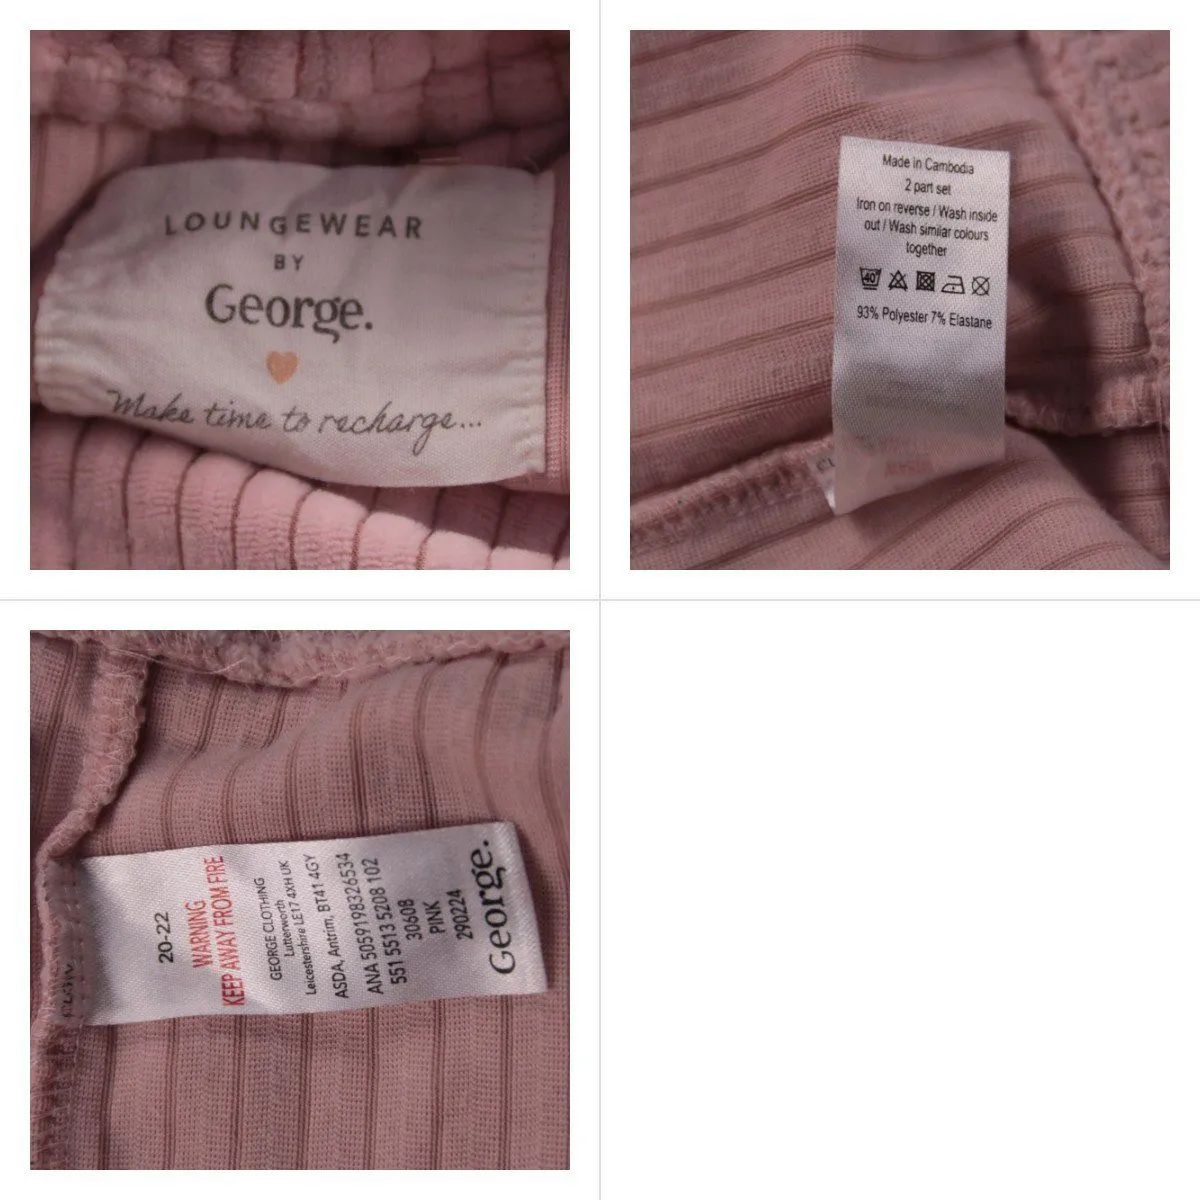 LOUNGEWEAR
BY
George.
Make time to recharge...
Made in Cambodia
2 part set
Iron on reverse / Wash inside
out / Wash similar colours
together
40°
93% Polyester 7% Elastane
20-22
WARNING
KEEP AWAY FROM FIRE
GEORGE CLOTHING
Lutterworth
Leicestershire LE17 4XH UK
ASDA, Antrim, BT41 4GY
ANA 5059198326534
551 5513 5208 102
30608
PINK
290224
George.